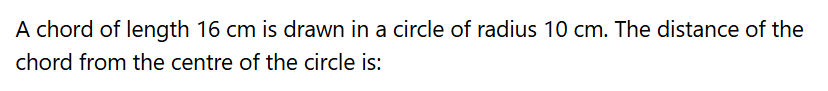 A chord of length 16 cm is drawn in a circle of radius 10 cm. The distance of the
chord from the centre of the circle is: